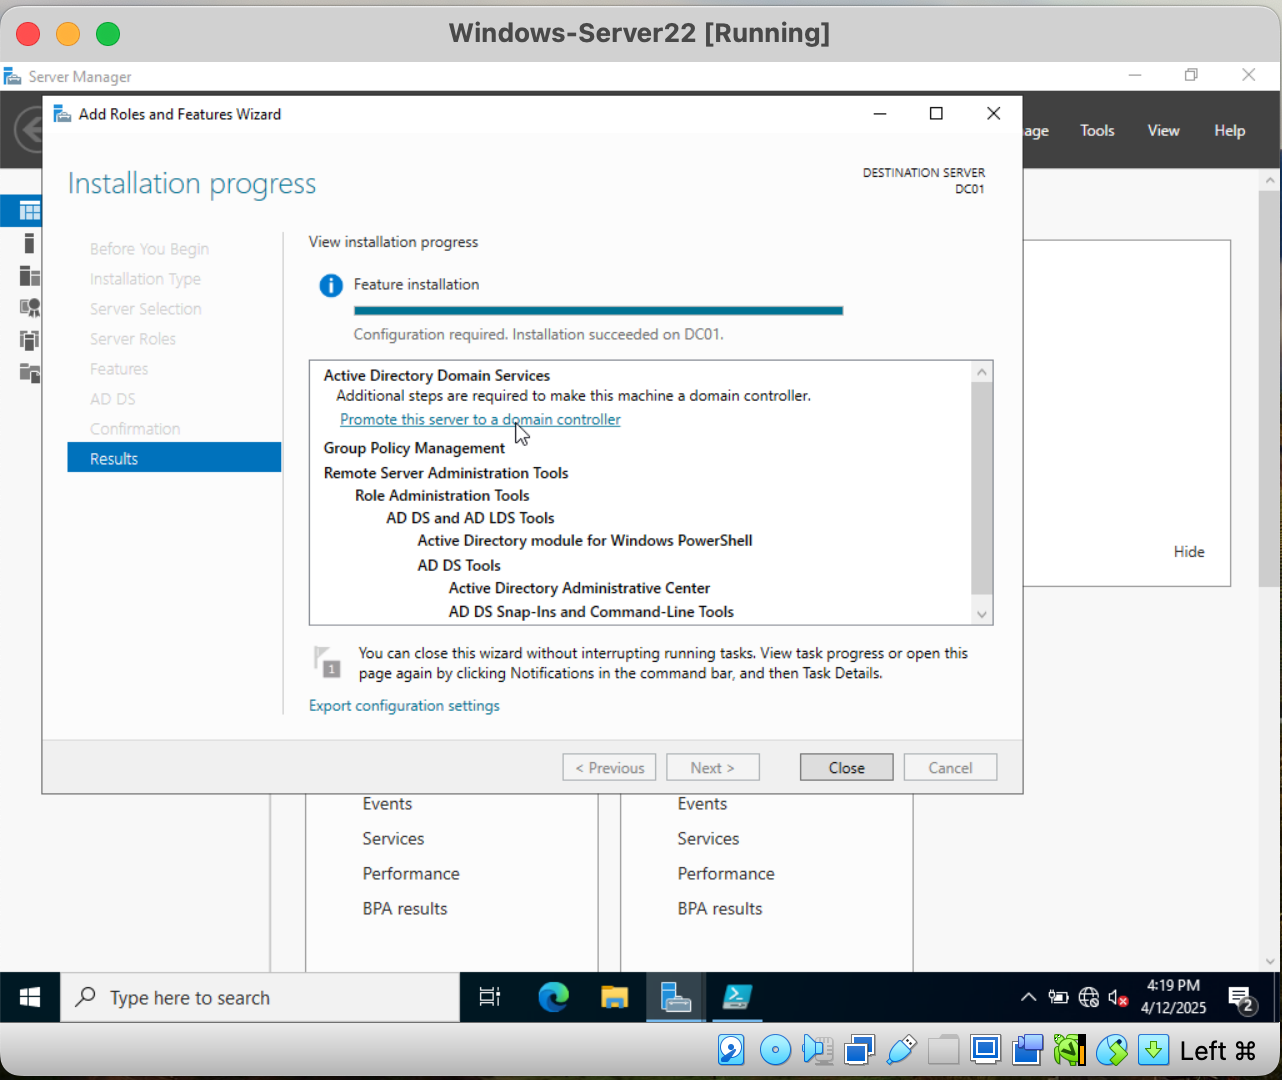 Windows-Server22 [Running]
Server Manager
Add Roles and Features Wizard
age Tools View Help
Installation progress
DESTINATION SERVER
DC01
Before You Begin
Installation Type
Server Selection
Server Roles
Features
AD DS
Confirmation
Results
View installation progress
Feature installation
Configuration required. Installation succeeded on DC01.
Active Directory Domain Services
Additional steps are required to make this machine a domain controller.
Promote this server to a domain controller
Group Policy Management
Remote Server Administration Tools
Role Administration Tools
AD DS and AD LDS Tools
Active Directory module for Windows PowerShell
AD DS Tools
Active Directory Administrative Center
AD DS Snap-Ins and Command-Line Tools
Hide
1
You can close this wizard without interrupting running tasks. View task progress or open this
page again by clicking Notifications in the command bar, and then Task Details.
Export configuration settings
< Previous Next > Close Cancel
Events
Services
Performance
BPA results
Events
Services
Performance
BPA results
Type here to search
4:19 PM
4/12/2025
2
Left ⌘